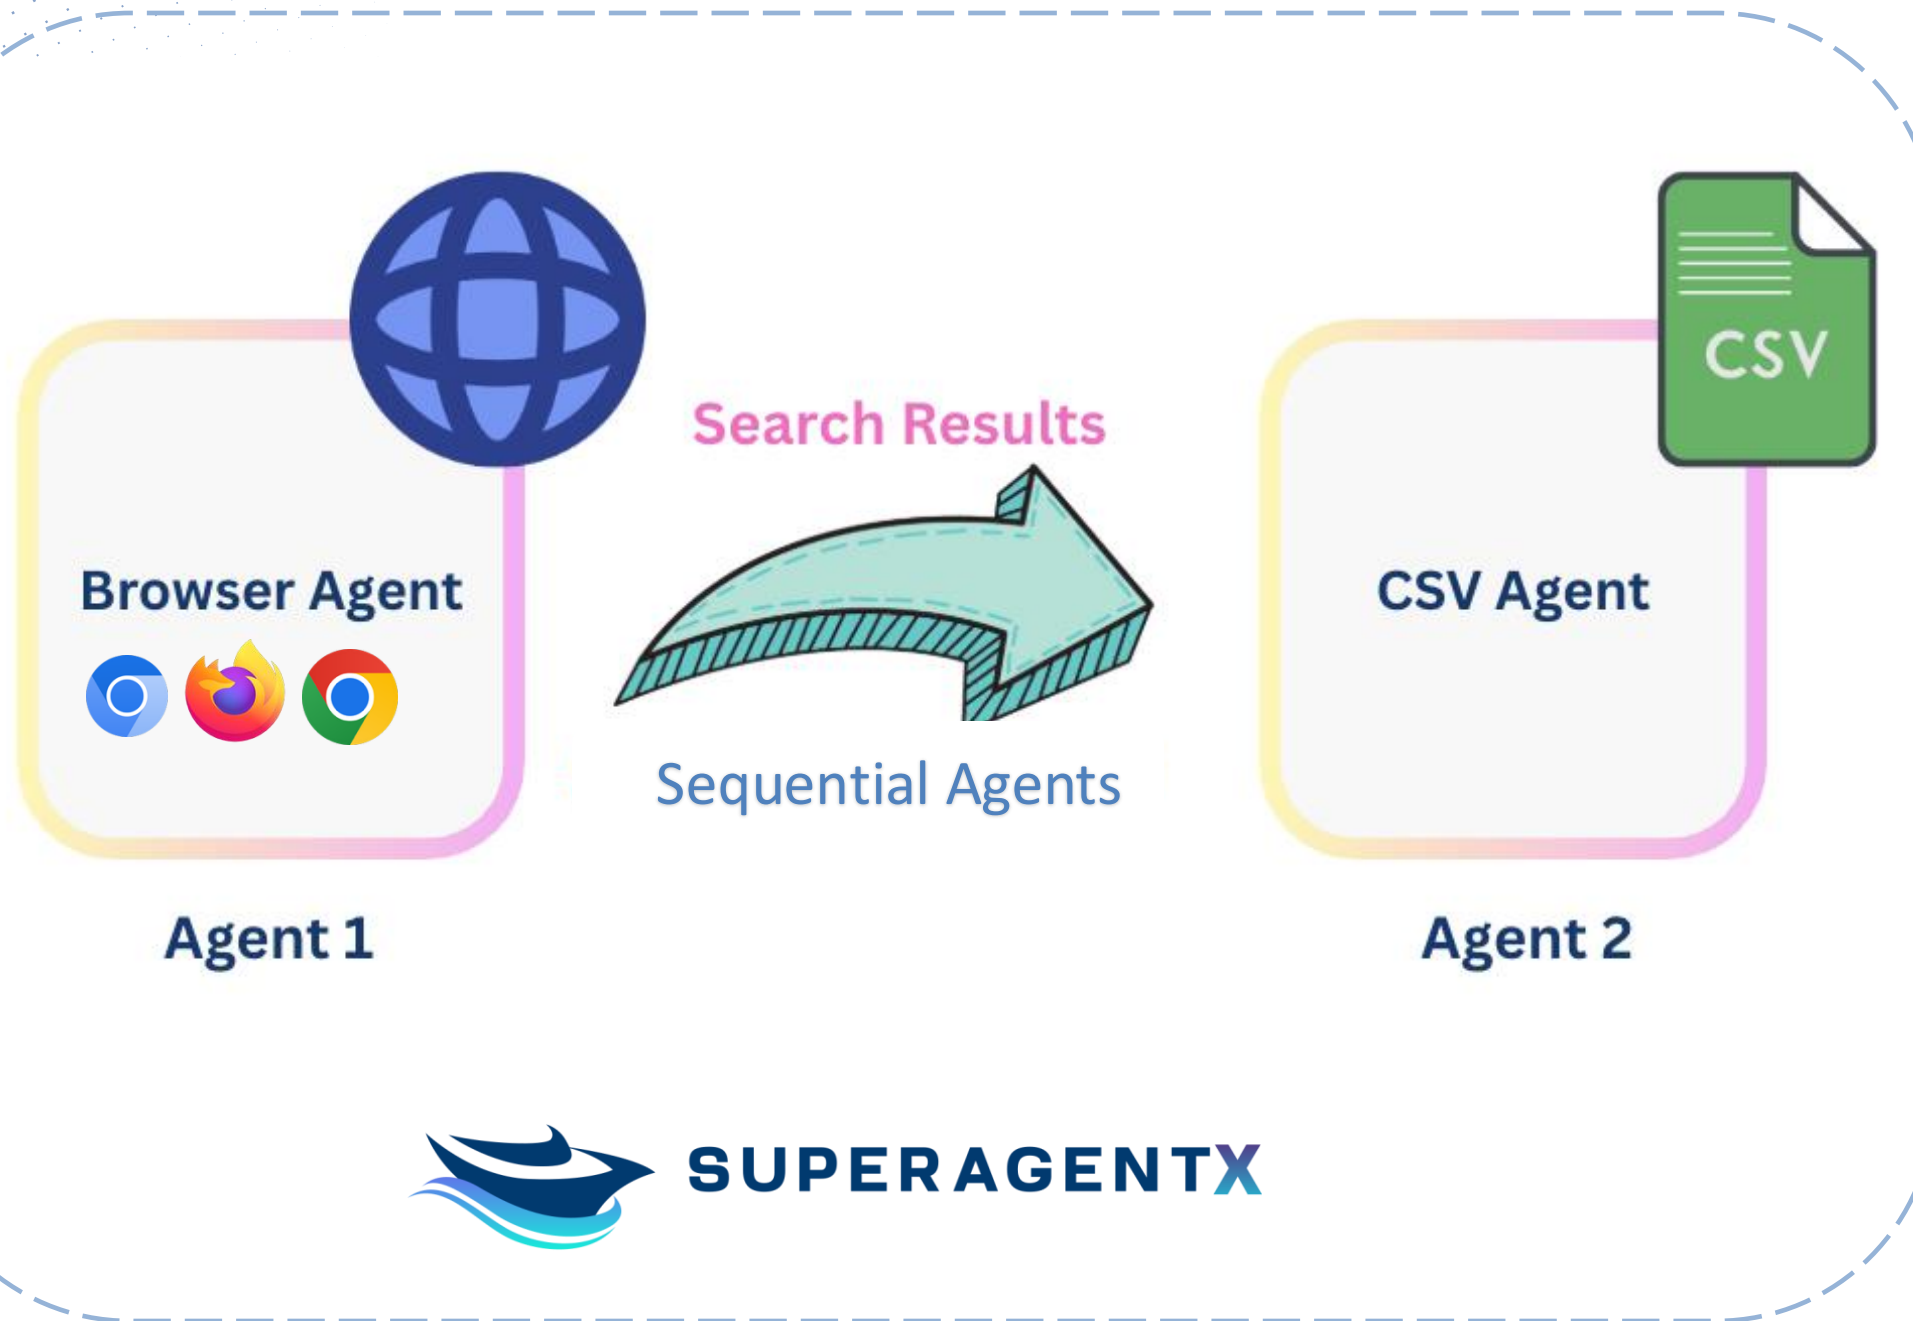 CSV
Search Results
Browser Agent
CSV Agent
Sequential Agents
Agent 1
Agent 2
SUPERAGENTX